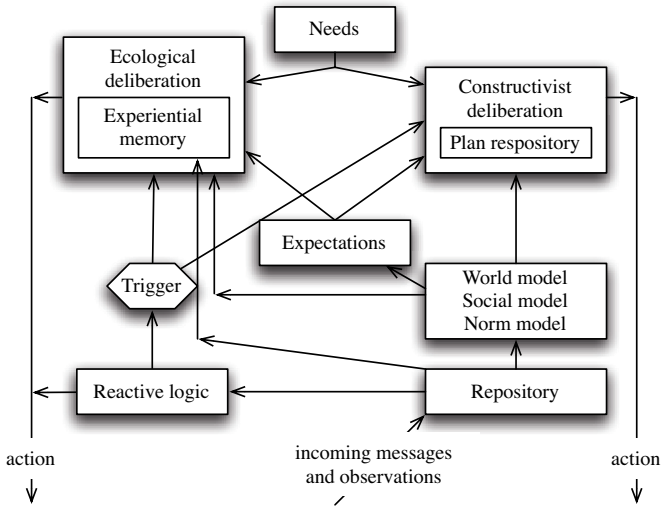 Needs
Ecological
deliberation
Experiential
memory
Constructivist
deliberation
Plan respository
Expectations
Trigger
World model
Social model
Norm model
Reactive logic
Repository
action
incoming messages
and observations
action